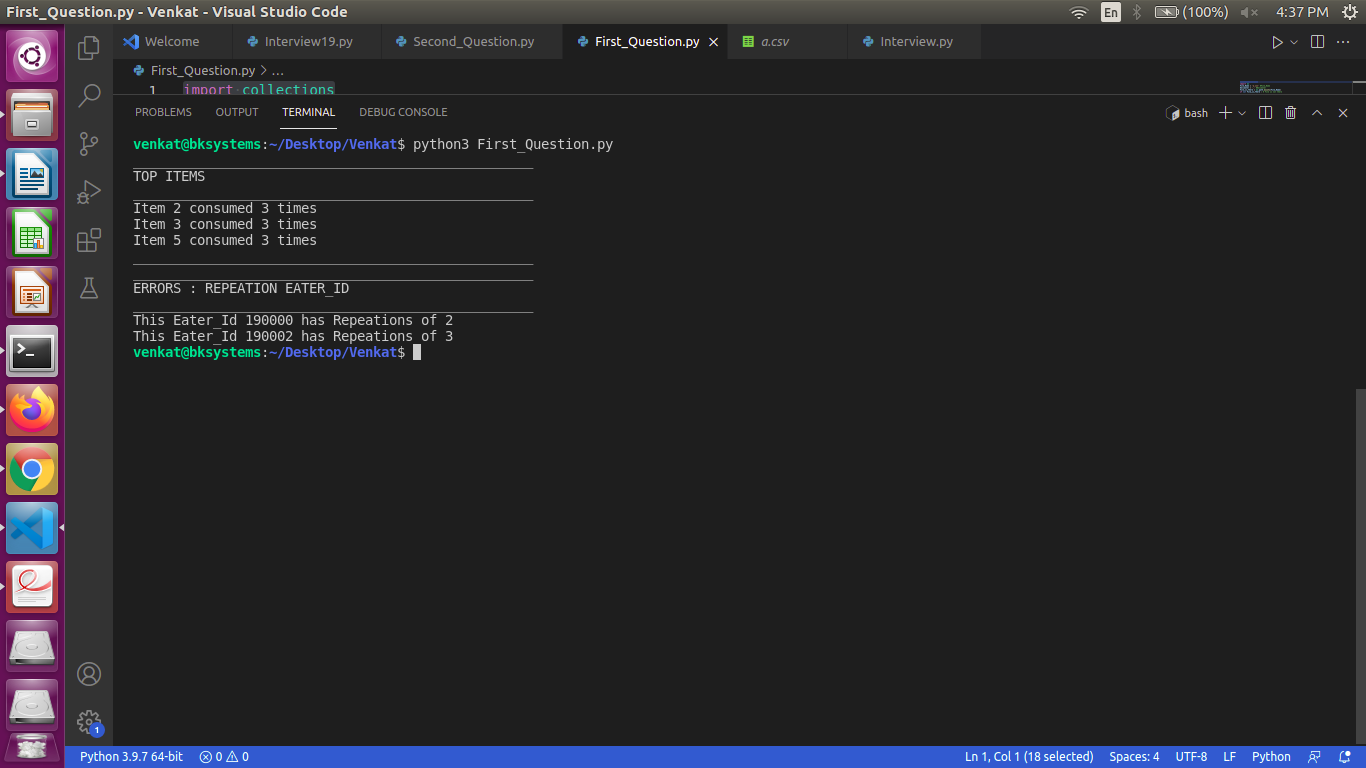 First_Question.py - Venkat - Visual Studio Code
En
(100%)
4:37 PM
Welcome
Interview19.py
Second_Question.py
First_Question.py
a.csv
Interview.py
First_Question.py > ...
1 import collections
PROBLEMS OUTPUT TERMINAL DEBUG CONSOLE
bash
venkat@bksystems:~/Desktop/Venkat$ python3 First_Question.py
TOP ITEMS
Item 2 consumed 3 times
Item 3 consumed 3 times
Item 5 consumed 3 times
ERRORS : REPEATION EATER_ID
This Eater_Id 190000 has Repeations of 2
This Eater_Id 190002 has Repeations of 3
venkat@bksystems:~/Desktop/Venkat$
1
Python 3.9.7 64-bit
0
0
Ln 1, Col 1 (18 selected)
Spaces: 4
UTF-8
LF
Python